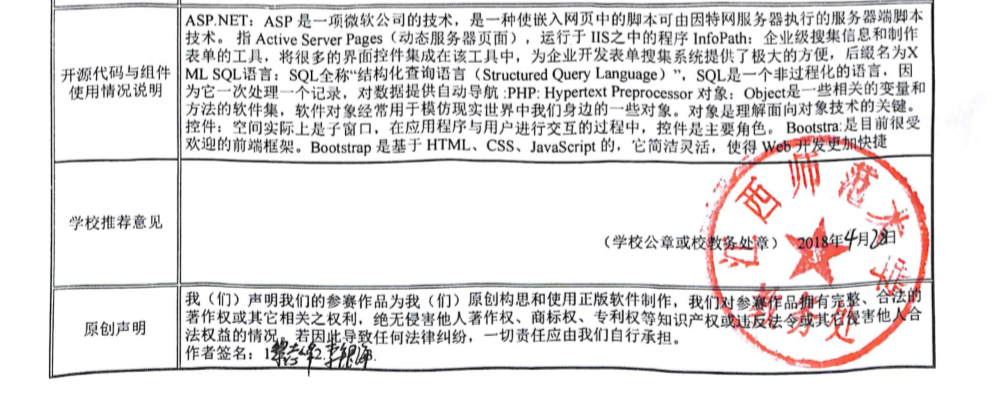 ASP.NET：ASP 是一项微软公司的技术，是一种使嵌入网页中的脚本可由因特网服务器执行的服务器端脚本
技术。 指 Active Server Pages（动态服务器页面），运行于 IIS之中的程序 InfoPath：企业级搜集信息和制作
表单的工具，将很多的界面控件集成在该工具中，为企业开发表单搜集系统提供了极大的方便，后缀名为X
开源代码与组件
使用情况说明
ML SQL语言：SQL全称“结构化查询语言（Structured Query Language）”，SQL是一个非过程化的语言，因
为它一次处理一个记录，对数据提供自动导航 :PHP: Hypertext Preprocessor 对象：Object是一些相关的变量和
方法的软件集，软件对象经常用于模仿现实世界中我们身边的一些对象。对象是理解面向对象技术的关键。
控件：空间实际上是子窗口，在应用程序与用户进行交互的过程中，控件是主要角色。 Bootstra:是目前很受
欢迎的前端框架。Bootstrap 是基于 HTML、CSS、JavaScript 的，它简洁灵活，使得 Web 开发更加快捷
学校推荐意见
（学校公章或校教务处章） 2018年4月28日
江西师范大学
教务处
原创声明
我（们）声明我们的参赛作品为我（们）原创构思和使用正版软件制作，我们对参赛作品拥有完整、合法的
著作权或其它相关之权利，绝无侵害他人著作权、商标权、专利权等知识产权或违反法令或其它侵害他人合
法权益的情况。若因此导致任何法律纠纷，一切责任应由我们自行承担。
作者签名：1